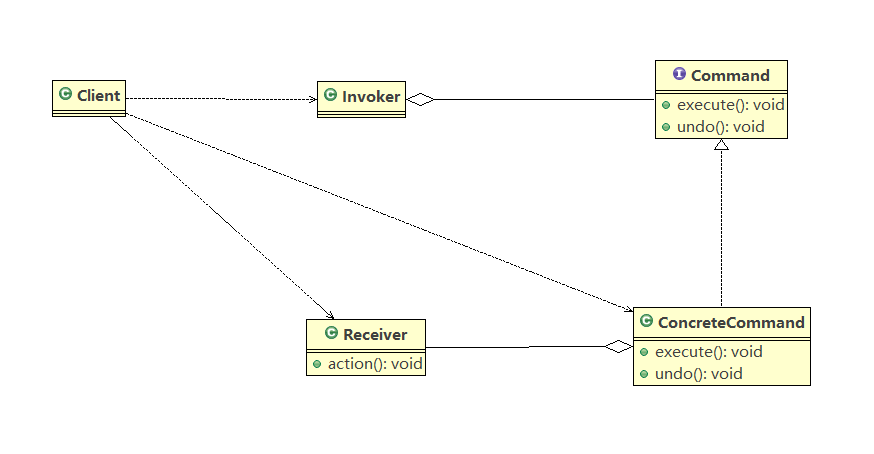 Client
Invoker
Command
execute(): void
undo(): void
Receiver
action(): void
ConcreteCommand
execute(): void
undo(): void